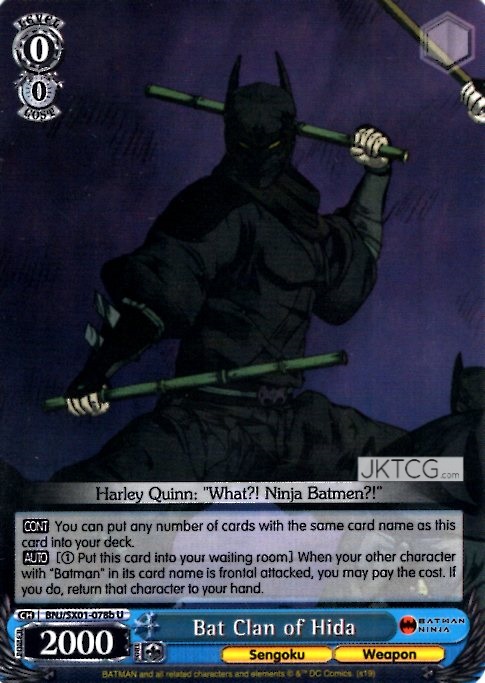 LEVEL
0
0
COST
JKTCG.com
Harley Quinn: "What?! Ninja Batmen?!"
CONT You can put any number of cards with the same card name as this
card into your deck.
AUTO [① Put this card into your waiting room] When your other character
with "Batman" in its card name is frontal attacked, you may pay the cost. If
you do, return that character to your hand.
CH BNJ/SX01-078b U
POWER
2000
Bat Clan of Hida
BATMAN
NINJA
Sengoku
Weapon
BATMAN and all related characters and elements © & ™ DC Comics. (s19)